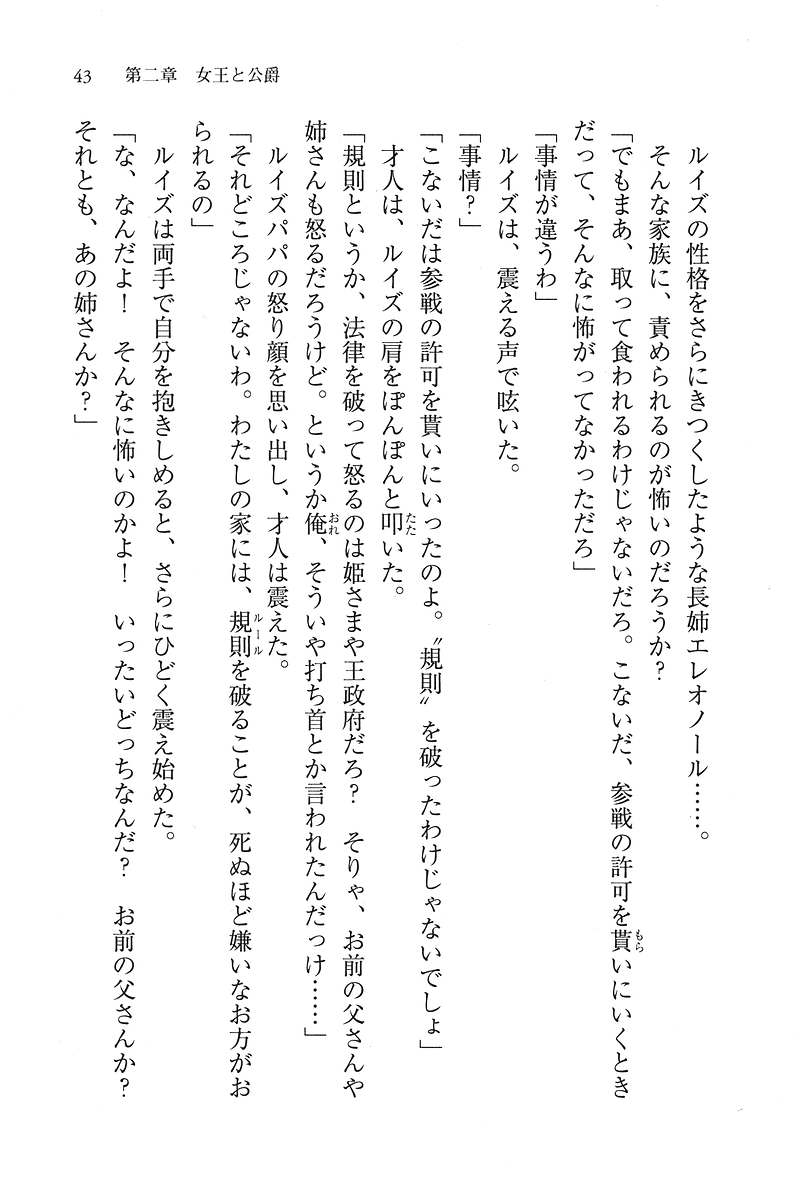 43　第二章　女王と公爵
　ルイズの性格をさらにきつくしたような長姉エレオノール……。
　そんな家族に、責められるのが怖いのだろうか？
「でもまあ、取って食われるわけじゃないだろ。こないだ、参戦の許可を貰いにいくとき
だって、そんなに怖がってなかっただろ」
「事情が違うわ」
　ルイズは、震える声で呟いた。
「事情？」
「こないだは参戦の許可を貰いにいったのよ。〝規則〟を破ったわけじゃないでしょ」
　才人は、ルイズの肩をぽんぽんと叩いた。
「規則というか、法律を破って怒るのは姫さまや王政府だろ？　そりゃ、お前の父さんや
姉さんも怒るだろうけど。というか俺、そういや打ち首とか言われたんだっけ……」
　ルイズパパの怒り顔を思い出し、才人は震えた。
「それどころじゃないわ。わたしの家には、規則を破ることが、死ぬほど嫌いなお方がお
られるの」
　ルイズは両手で自分を抱きしめると、さらにひどく震え始めた。
「な、なんだよ！　そんなに怖いのかよ！　いったいどっちなんだ？　お前の父さんか？
それとも、あの姉さんか？」